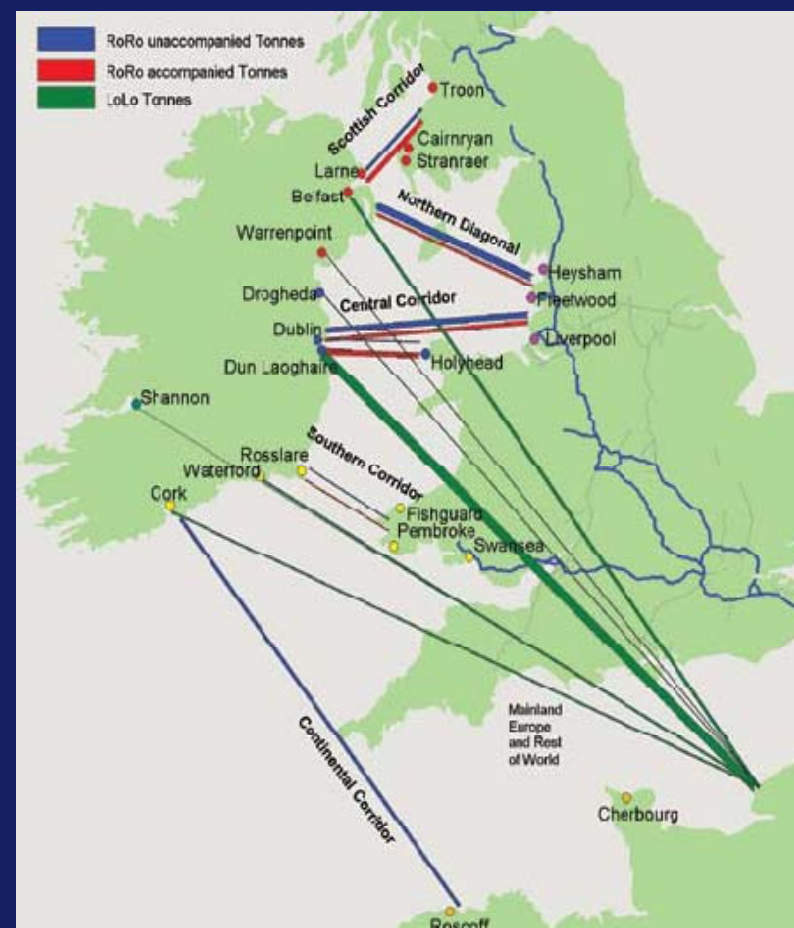 RoRo unaccompanied Tonnes
RoRo accompanied Tonnes
LoLo Tonnes
Scottish Corridor
Troon
Cairnryan
Stranraer
Larne
Belfast
Northern Diagonal
Warrenpoint
Heysham
Drogheda
Central Corridor
Fleetwood
Dublin
Liverpool
Dun Laoghaire
Holyhead
Shannon
Rosslare
Southern Corridor
Waterford
Cork
Fishguard
Pembroke
Swansea
Mainland
Europe
and Rest
of World
Continental Corridor
Cherbourg
Roscoff